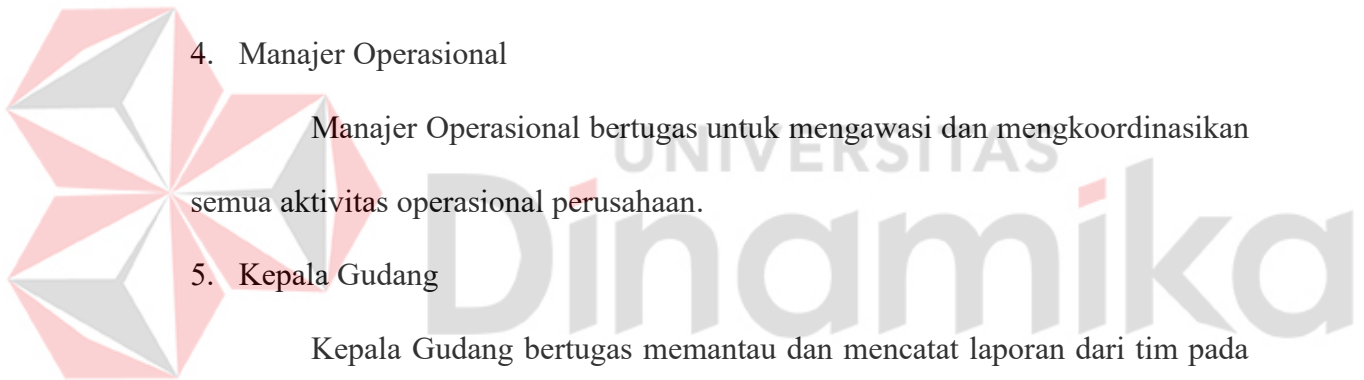 4. Manajer Operasional
Manajer Operasional bertugas untuk mengawasi dan mengkoordinasikan
UNIVERSITAS
semua aktivitas operasional perusahaan.
Dinamika
5. Kepala Gudang
Kepala Gudang bertugas memantau dan mencatat laporan dari tim pada